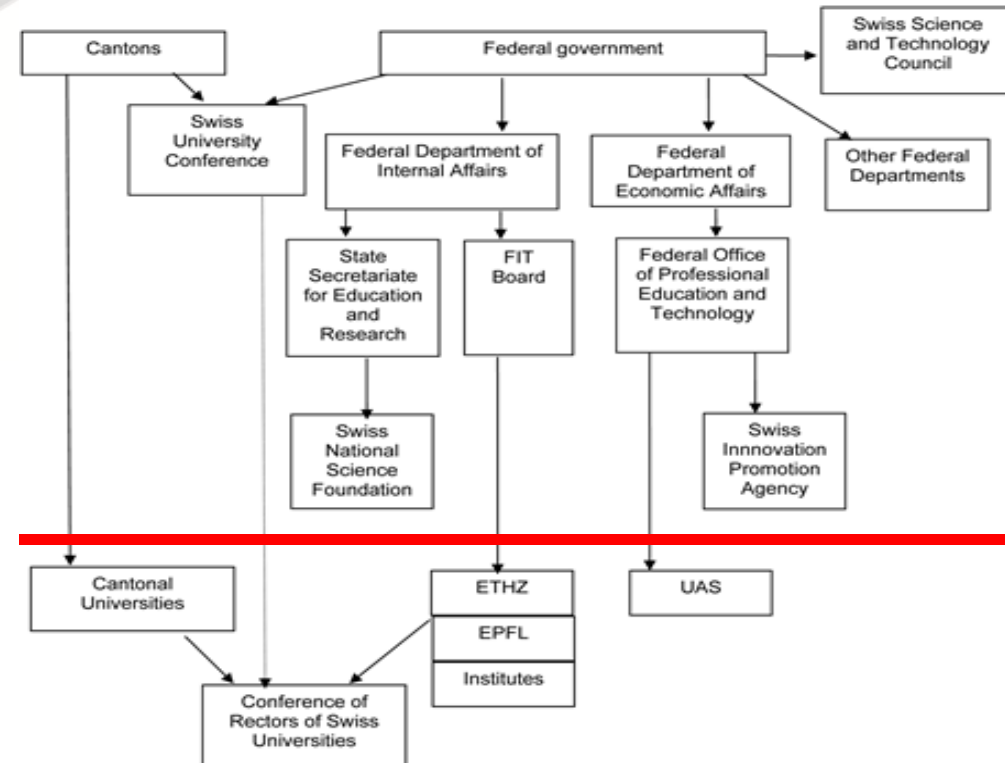 Cantons
Federal government
Swiss Science
and Technology
Council
Swiss
University
Conference
Federal Department of
Internal Affairs
Federal
Department of
Economic Affairs
Other Federal
Departments
State
Secretariate
for Education
and
Research
FIT
Board
Federal Office
of Professional
Education and
Technology
Swiss
National
Science
Foundation
Swiss
Innnovation
Promotion
Agency
Cantonal
Universities
ETHZ
EPFL
Institutes
UAS
Conference of
Rectors of Swiss
Universities